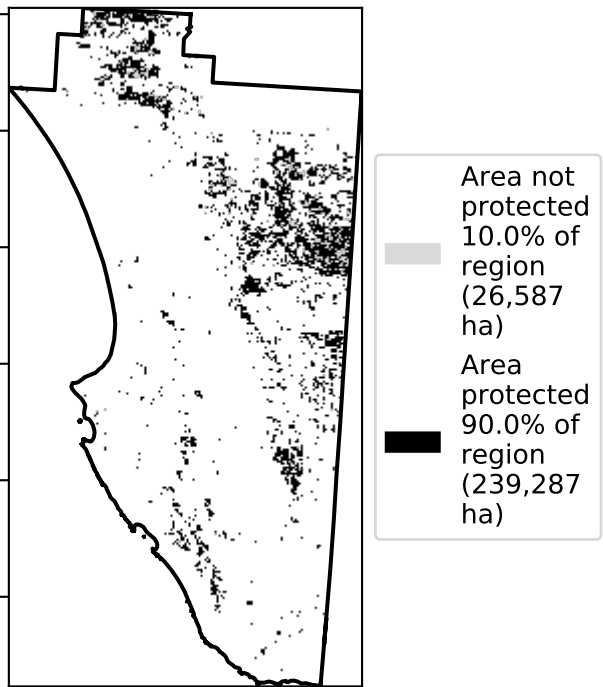 Area not
protected
10.0% of
region
(26,587
ha)
Area
protected
90.0% of
region
(239,287
ha)